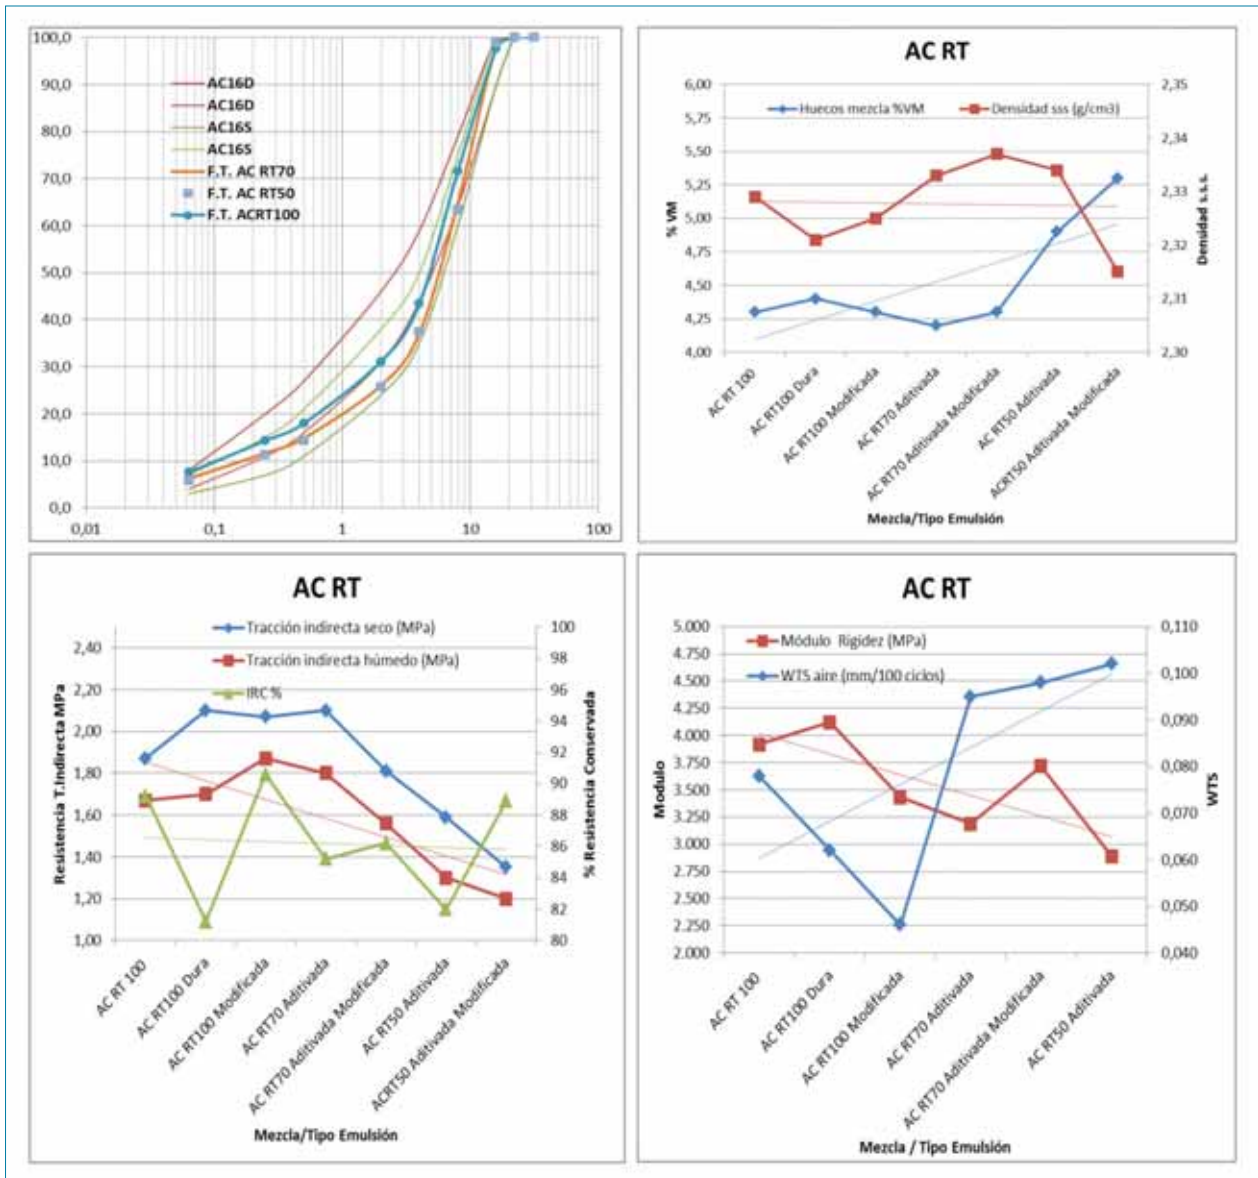 100,0
90,0
80,0
70,0
60,0
50,0
40,0
30,0
20,0
10,0
0,0
0,01 0,1 1 10 100
AC16D
AC16D
AC16S
AC16S
F.T. AC RT70
F.T. AC RT50
F.T. ACRT100
AC RT
Huecos mezcla %VM
Densidad sss (g/cm3)
% VM
6,00
5,75
5,50
5,25
5,00
4,75
4,50
4,25
4,00
2,35
2,34
2,33
2,32
2,31
2,30
Densidad s.s.s.
AC RT 100
AC RT100 Dura
AC RT100 Modificada
AC RT70 Aditivada
AC RT70 Aditivada Modificada
AC RT50 Aditivada
ACRT50 Aditivada Modificada
Mezcla/Tipo Emulsión
AC RT
Tracción indirecta seco (MPa)
Tracción indirecta húmedo (MPa)
IRC %
Resistencia T.Indirecta MPa
2,40
2,20
2,00
1,80
1,60
1,40
1,20
1,00
100
98
96
94
92
90
88
86
84
82
80
% Resistencia Conservada
AC RT 100
AC RT100 Dura
AC RT100 Modificada
AC RT70 Aditivada
AC RT70 Aditivada Modificada
AC RT50 Aditivada
ACRT50 Aditivada Modificada
Mezcla/Tipo Emulsión
AC RT
Módulo Rigidez (MPa)
WTS aire (mm/100 ciclos)
Modulo
5.000
4.750
4.500
4.250
4.000
3.750
3.500
3.250
3.000
2.750
2.500
2.250
2.000
0,110
0,100
0,090
0,080
0,070
0,060
0,050
0,040
WTS
AC RT 100
AC RT100 Dura
AC RT100 Modificada
AC RT70 Aditivada
AC RT70 Aditivada Modificada
AC RT50 Aditivada
Mezcla / Tipo Emulsión